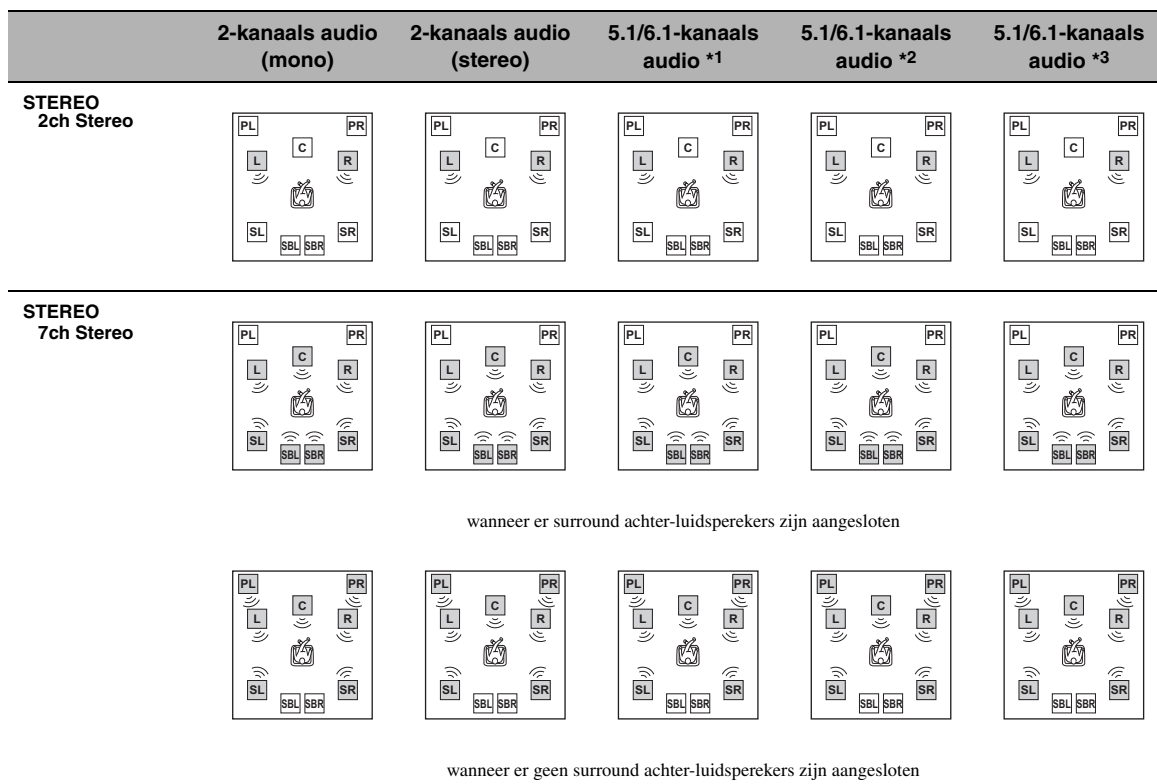 2-kanaals audio (mono) 2-kanaals audio (stereo) 5.1/6.1-kanaals audio *1 5.1/6.1-kanaals audio *2 5.1/6.1-kanaals audio *3
STEREO
2ch Stereo
PL PR PL PR PL PR PL PR PL PR
C C C C C
L R L R L R L R L R
SL SR SL SR SL SR SL SR SL SR
SBL SBR SBL SBR SBL SBR SBL SBR SBL SBR
STEREO
7ch Stereo
PL PR PL PR PL PR PL PR PL PR
C C C C C
L R L R L R L R L R
SL SR SL SR SL SR SL SR SL SR
SBL SBR SBL SBR SBL SBR SBL SBR SBL SBR
wanneer er surround achter-luidsperekers zijn aangesloten
PL PR PL PR PL PR PL PR PL PR
C C C C C
L R L R L R L R L R
SL SR SL SR SL SR SL SR SL SR
SBL SBR SBL SBR SBL SBR SBL SBR SBL SBR
wanneer er geen surround achter-luidsperekers zijn aangesloten